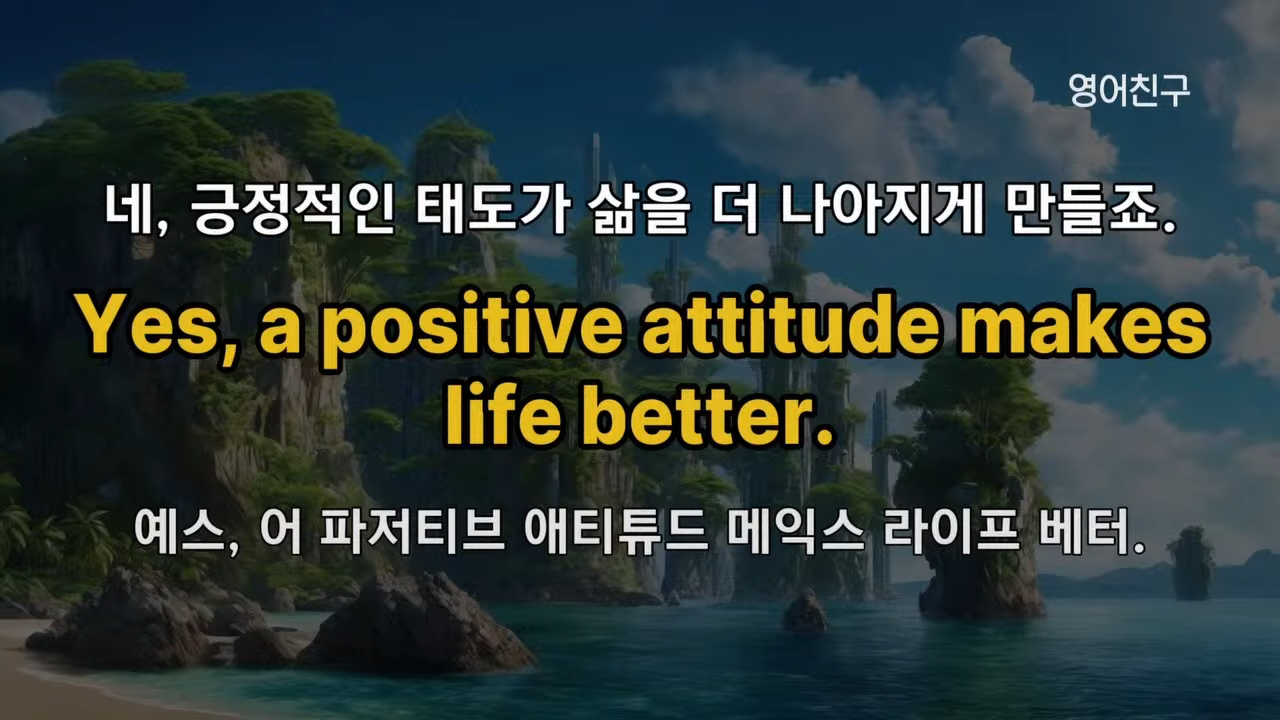 영어친구
네, 긍정적인 태도가 삶을 더 나아지게 만들죠.
Yes, a positive attitude makes
life better.
예스, 어 파저티브 애티튜드 메익스 라이프 베터.